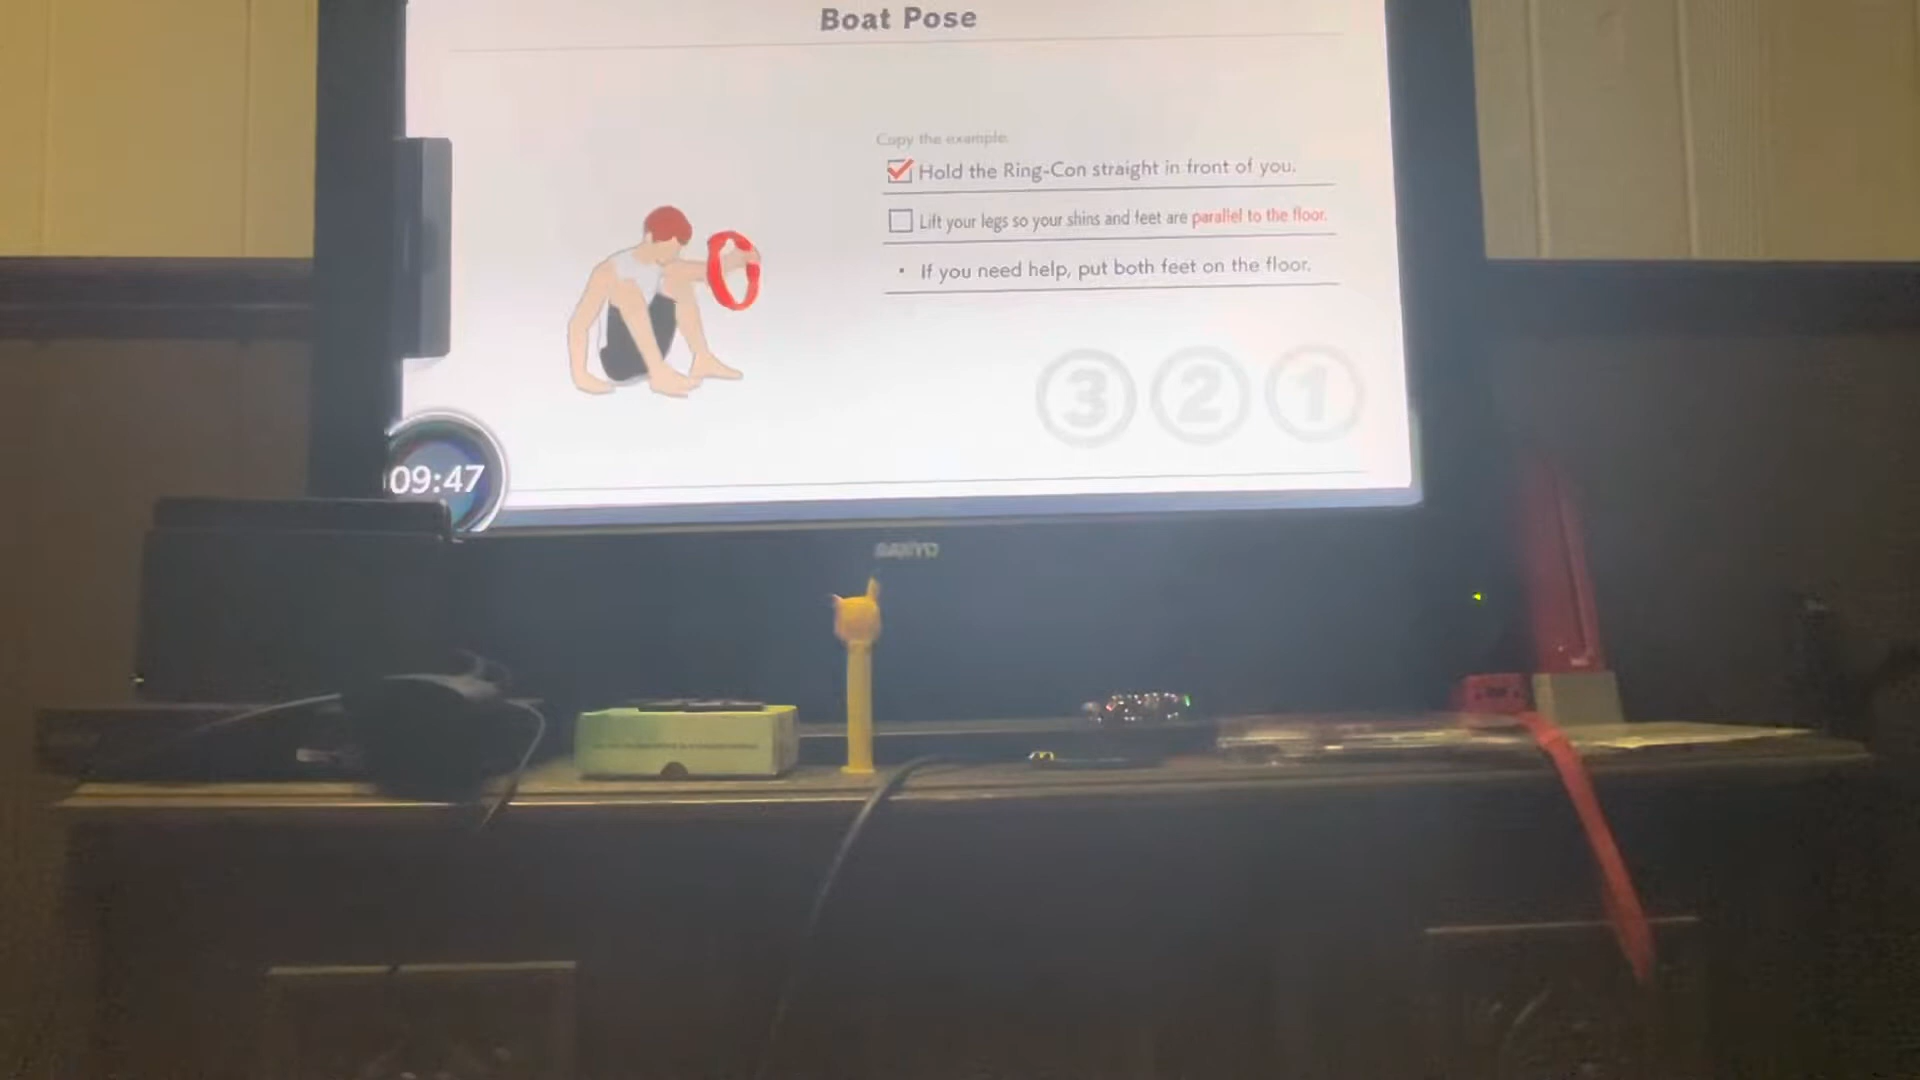 Boat Pose
Copy the example.
Hold the Ring-Con straight in front of you.
Lift your legs so your shins and feet are parallel to the floor.
• If you need help, put both feet on the floor.
3 2 1
09:47
SANYO